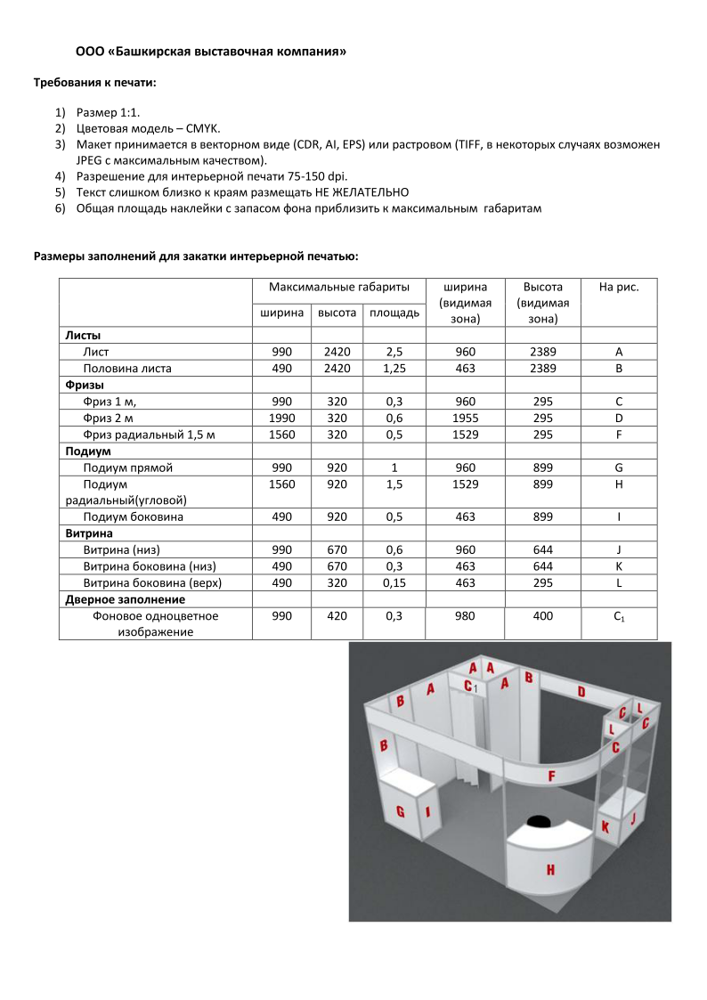 ООО «Башкирская выставочная компания»
Требования к печати:
1) Размер 1:1.
2) Цветовая модель – CMYK.
3) Макет принимается в векторном виде (CDR, AI, EPS) или растровом (TIFF, в некоторых случаях возможен
JPEG с максимальным качеством).
4) Разрешение для интерьерной печати 75-150 dpi.
5) Текст слишком близко к краям размещать НЕ ЖЕЛАТЕЛЬНО
6) Общая площадь наклейки с запасом фона приблизить к максимальным габаритам
Размеры заполнений для закатки интерьерной печатью:
Максимальные габариты ширина Высота На рис.
(видимая (видимая
ширина высота площадь зона) зона)
Листы
Лист 990 2420 2,5 960 2389 A
Половина листа 490 2420 1,25 463 2389 B
Фризы
Фриз 1 м, 990 320 0,3 960 295 C
Фриз 2 м 1990 320 0,6 1955 295 D
Фриз радиальный 1,5 м 1560 320 0,5 1529 295 F
Подиум
Подиум прямой 990 920 1 960 899 G
Подиум 1560 920 1,5 1529 899 H
радиальный(угловой)
Подиум боковина 490 920 0,5 463 899 I
Витрина
Витрина (низ) 990 670 0,6 960 644 J
Витрина боковина (низ) 490 670 0,3 463 644 K
Витрина боковина (верх) 490 320 0,15 463 295 L
Дверное заполнение
Фоновое одноцветное 990 420 0,3 980 400 C₁
изображение
A A
B A C1 A B D
C L
L C
B C
F
G I K J
H